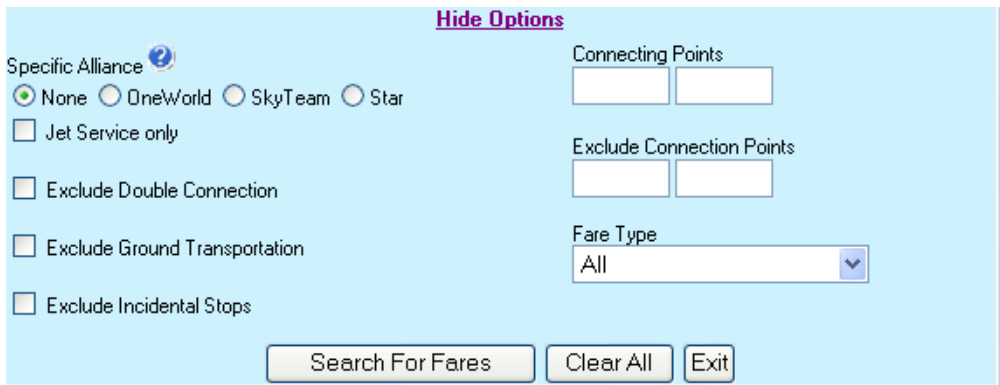 Hide Options
Specific Alliance ?
None OneWorld SkyTeam Star
Jet Service only
Exclude Double Connection
Exclude Ground Transportation
Exclude Incidental Stops
Connecting Points
Exclude Connection Points
Fare Type
All
Search For Fares Clear All Exit